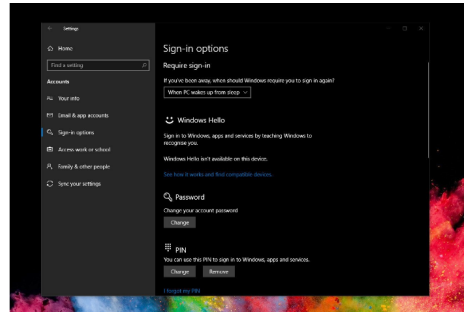 Settings
Home
Find a setting
Accounts
Your info
Email & app accounts
Sign-in options
Access work or school
Family & other people
Sync your settings
Sign-in options
Require sign-in
If you've been away, when should Windows require you to sign in again?
When PC wakes up from sleep
Windows Hello
Sign in to Windows, apps and services by teaching Windows to
recognize you.
Windows Hello isn't available on this device.
See how it works and find compatible devices.
Password
Change your account password
Change
PIN
You can use this PIN to sign in to Windows, apps and services.
Change Remove
I forgot my PIN